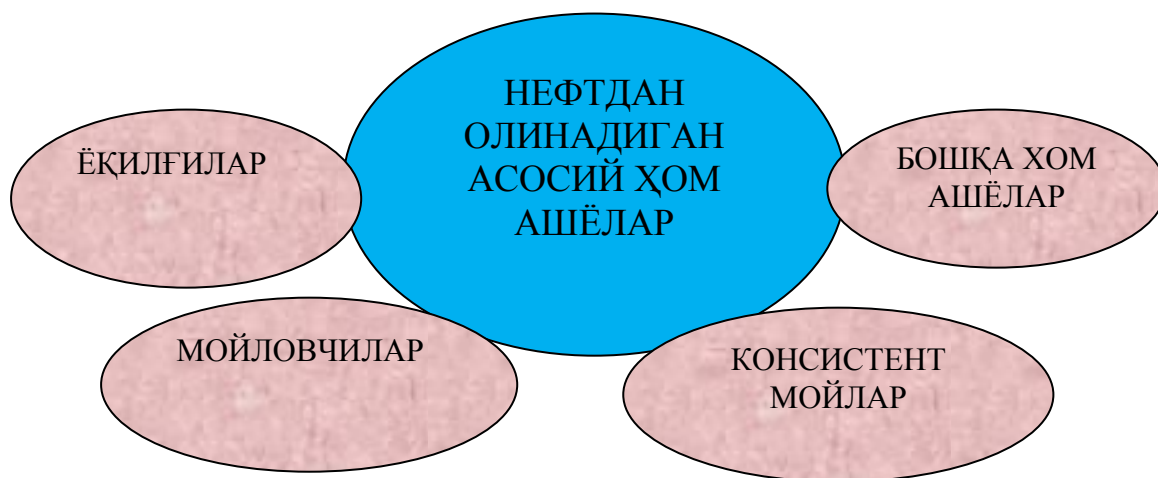 НЕФТДАН
ОЛИНАДИГАН
АСОСИЙ ҲОМ
АШЁЛАР
ЁҚИЛҒИЛАР
БОШҚА ХОМ
АШЁЛАР
МОЙЛОВЧИЛАР
КОНСИСТЕНТ
МОЙЛАР